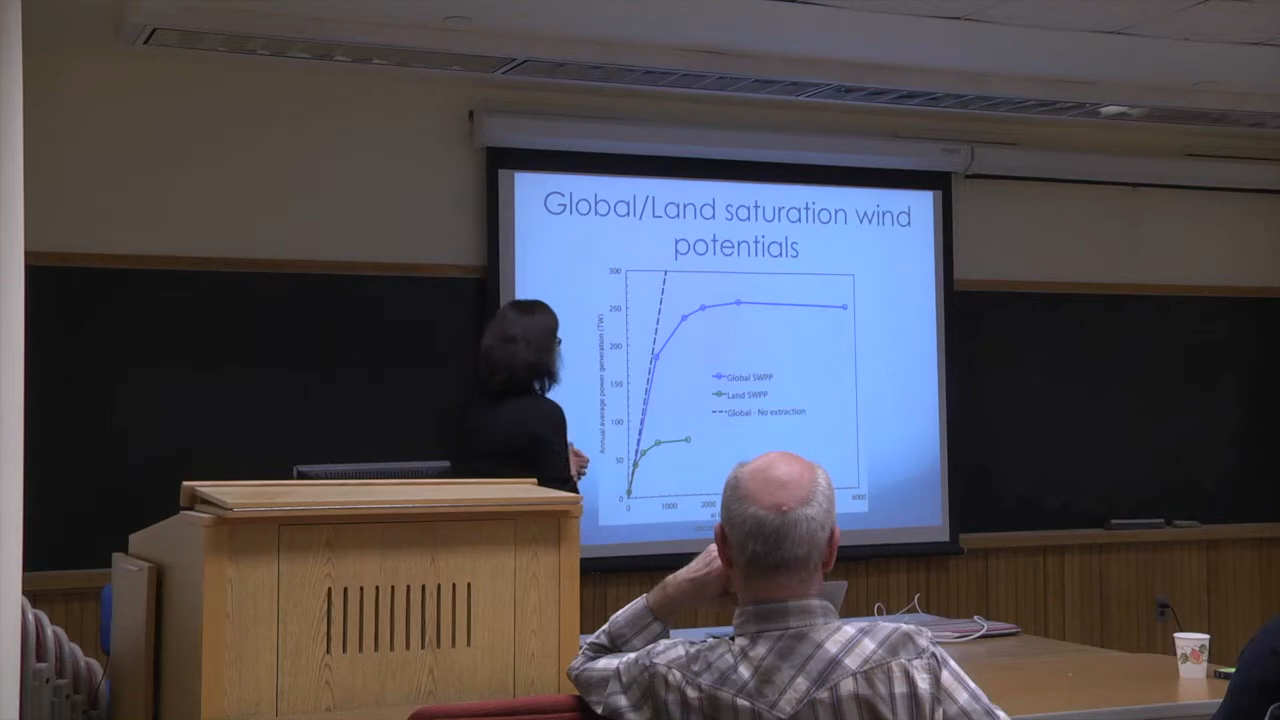 Global/Land saturation wind
potentials
300
250
200
150
100
50
0
Annual average power generation (TW)
Global SWPP
Land SWPP
Global - No extraction
0
1000
2000
6000